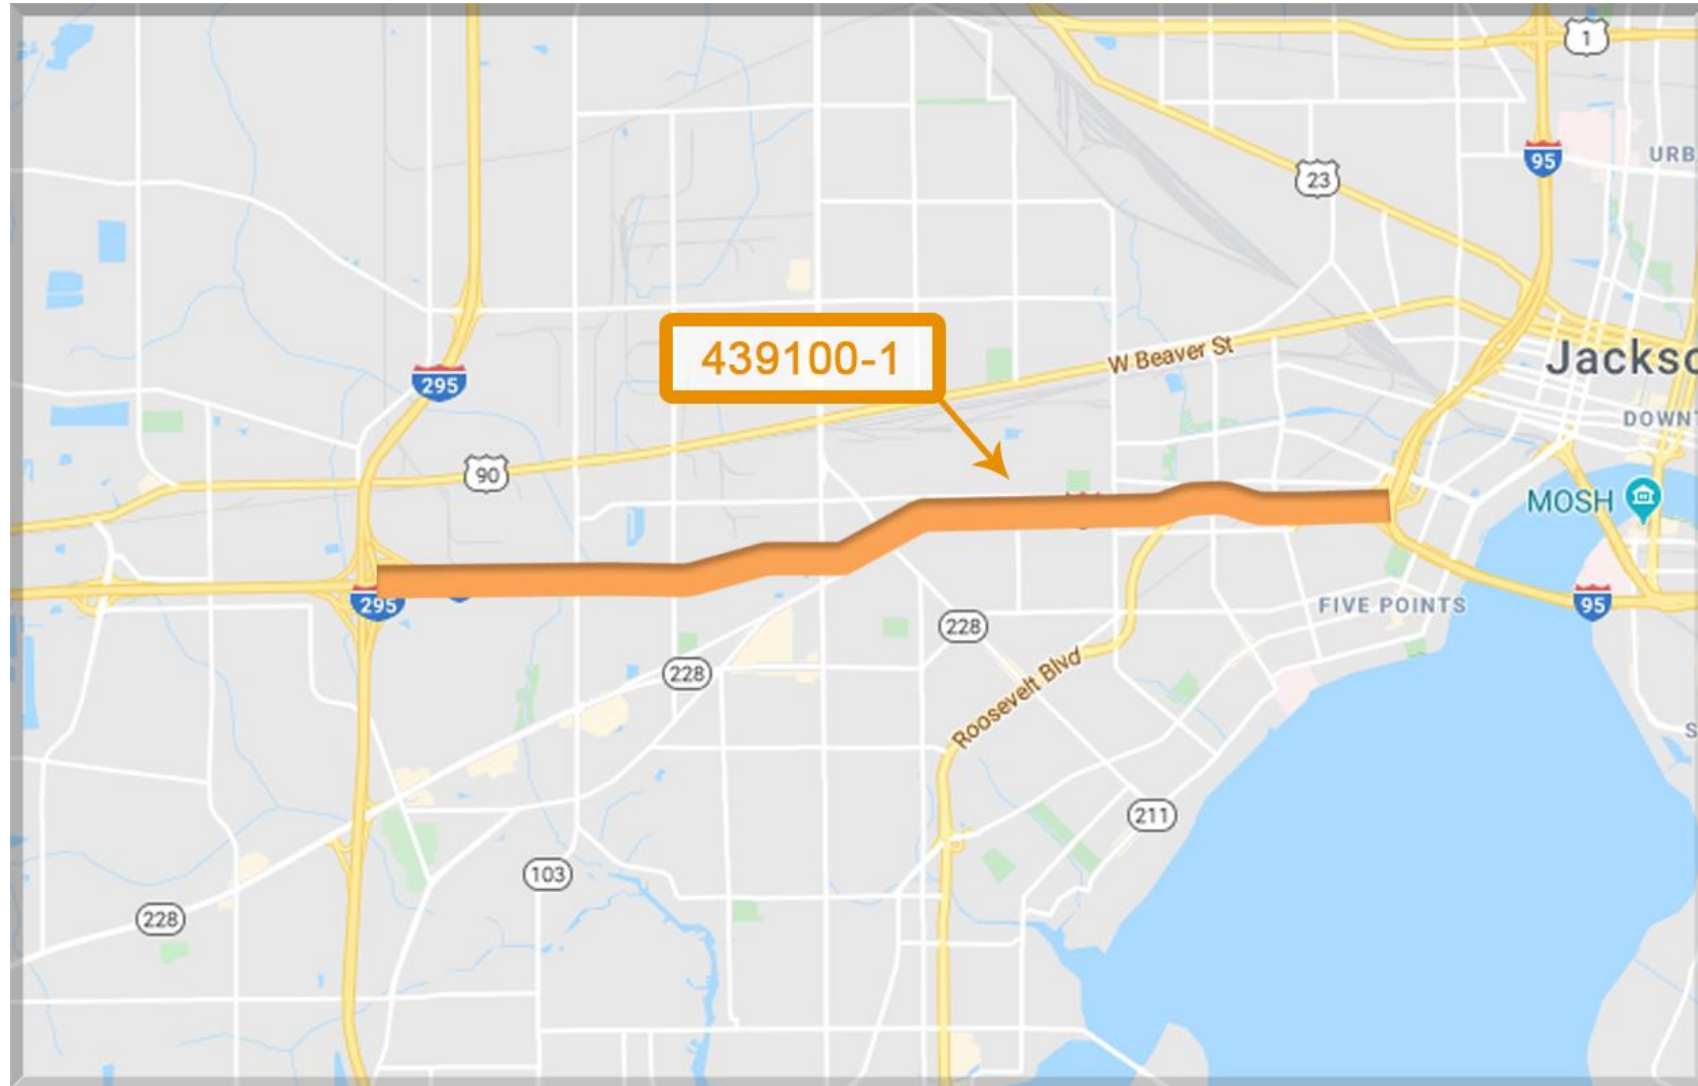 1
95
URB
23
W Beaver St
439100-1
Jackso
295
DOWNT
90
MOSH
295
FIVE POINTS
95
228
228
Roosevelt Blvd
S
211
103
228